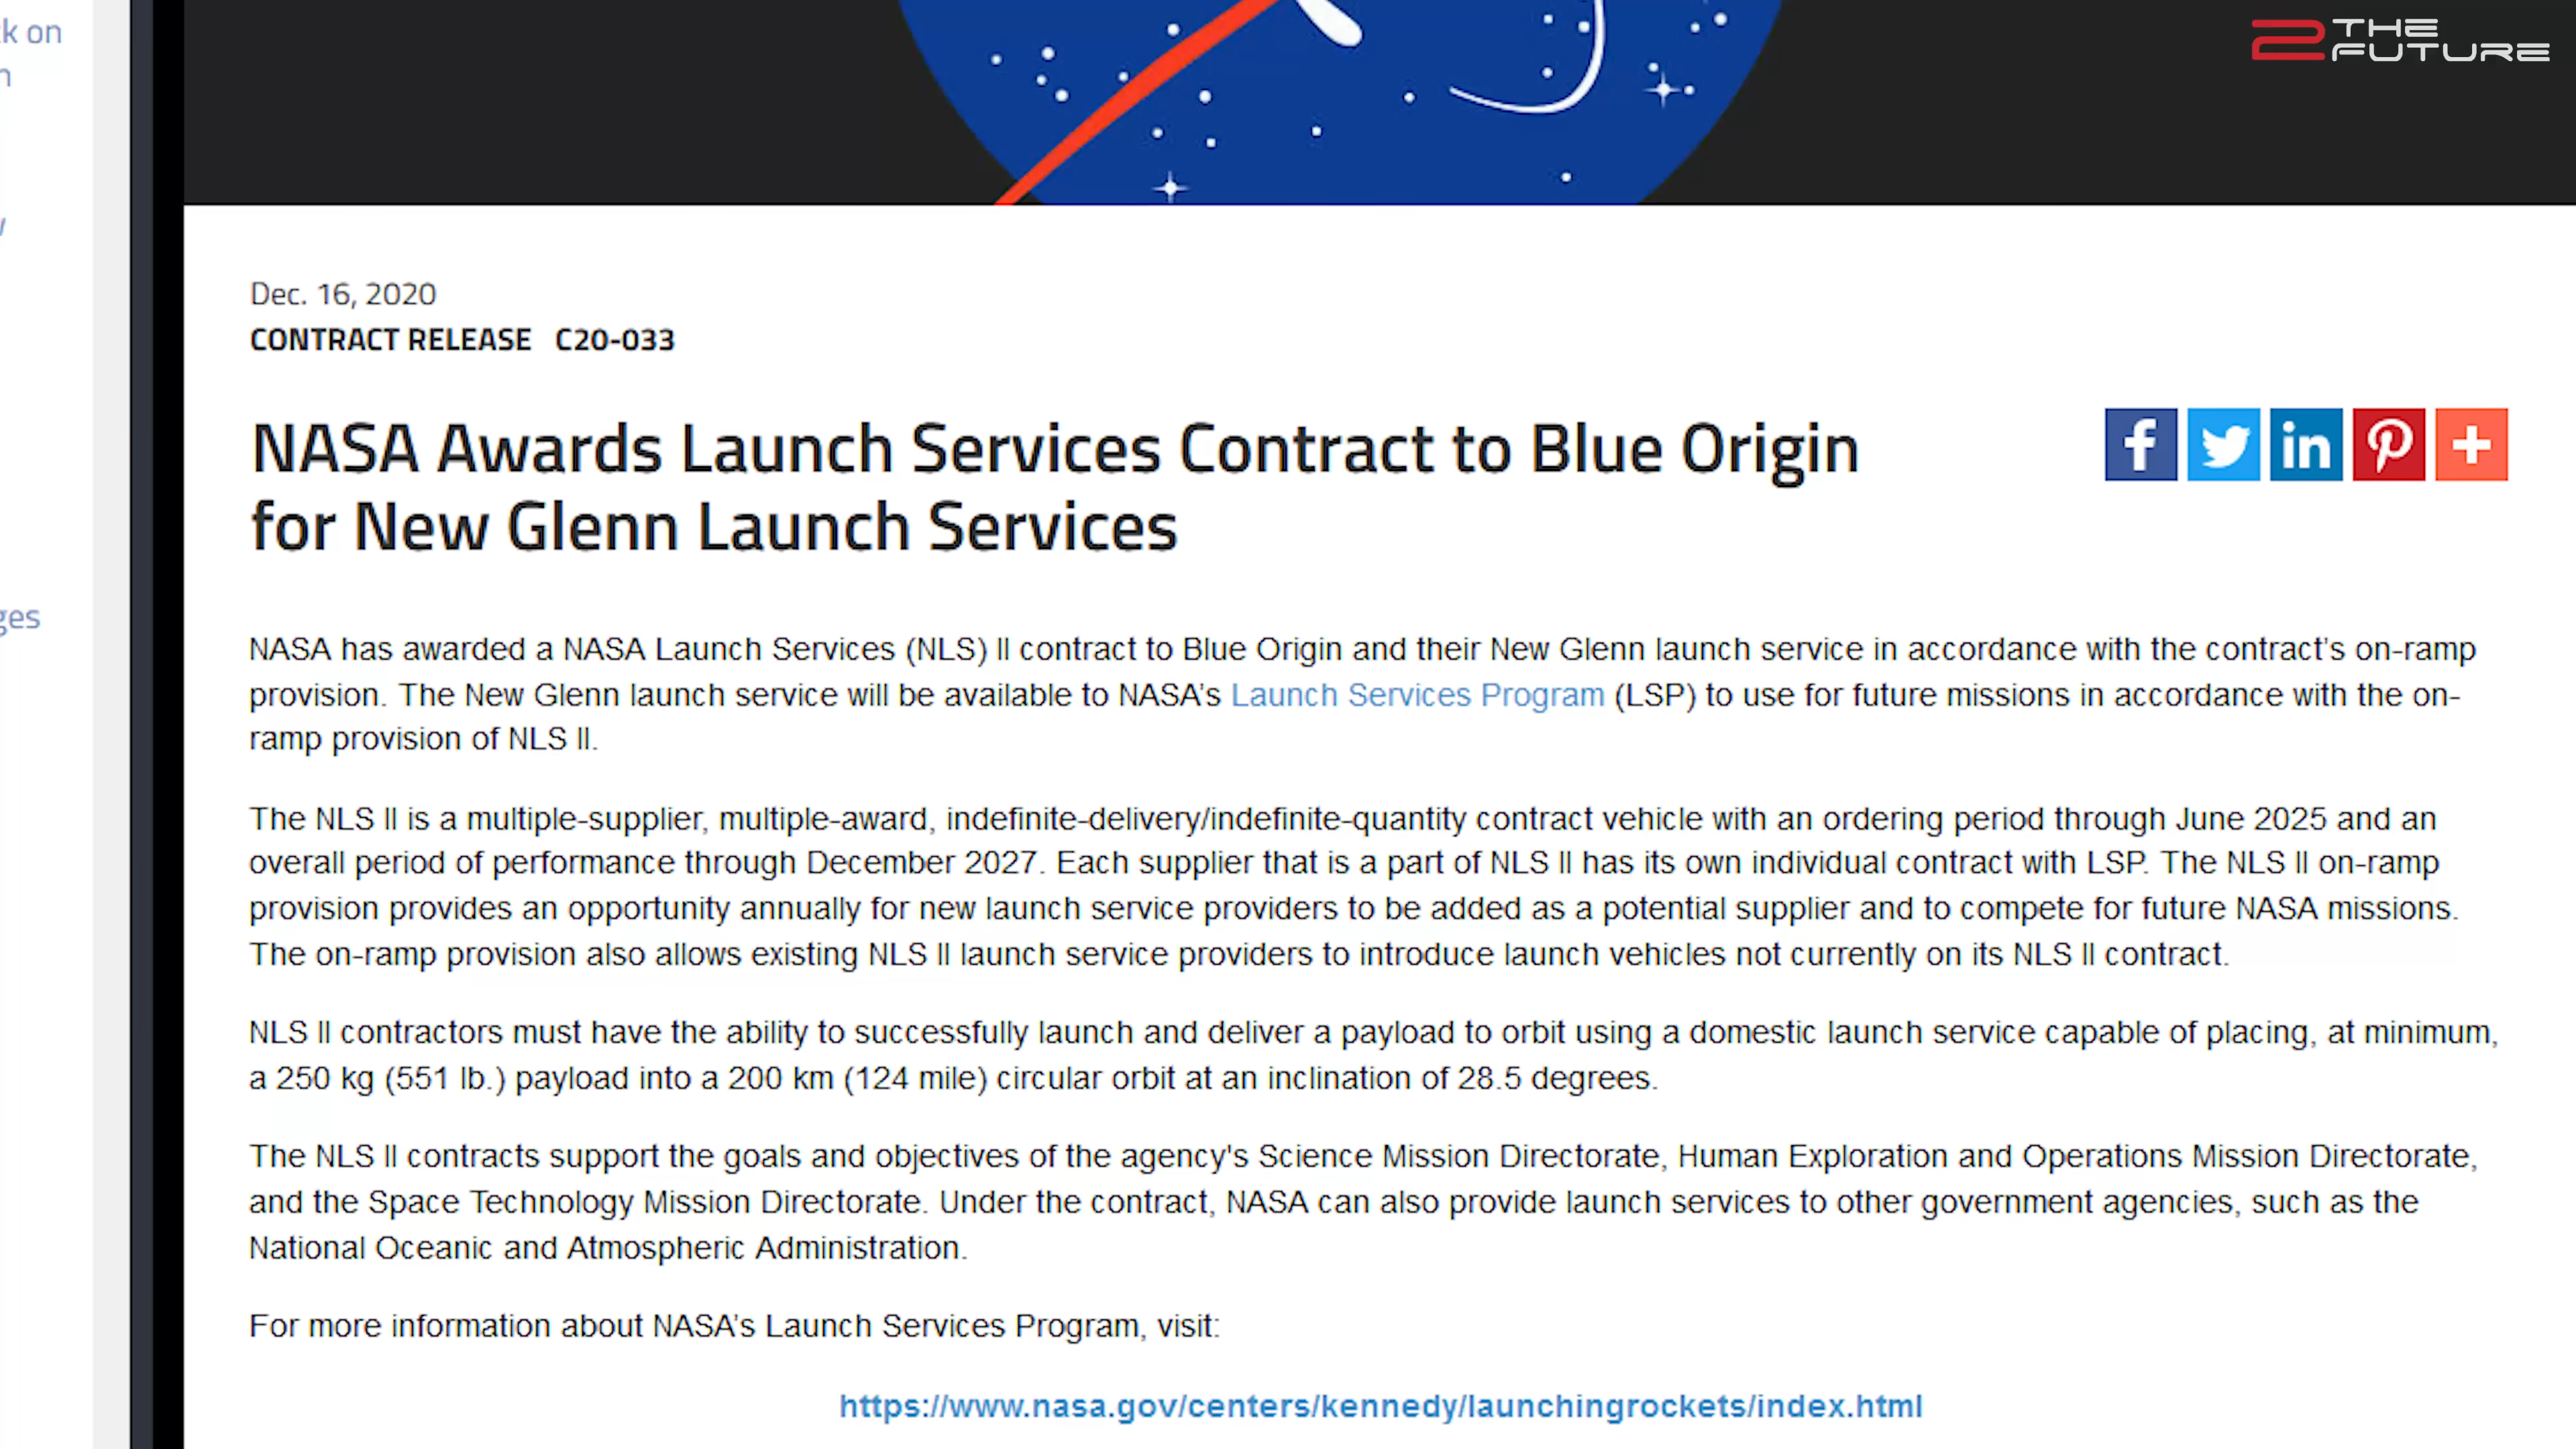 2 THE
FUTURE
k on
Dec. 16, 2020
CONTRACT RELEASE C20-033
NASA Awards Launch Services Contract to Blue Origin
for New Glenn Launch Services
f in P +
ges
NASA has awarded a NASA Launch Services (NLS) II contract to Blue Origin and their New Glenn launch service in accordance with the contract's on-ramp
provision. The New Glenn launch service will be available to NASA's Launch Services Program (LSP) to use for future missions in accordance with the on-
ramp provision of NLS II.
The NLS II is a multiple-supplier, multiple-award, indefinite-delivery/indefinite-quantity contract vehicle with an ordering period through June 2025 and an
overall period of performance through December 2027. Each supplier that is a part of NLS II has its own individual contract with LSP. The NLS II on-ramp
provision provides an opportunity annually for new launch service providers to be added as a potential supplier and to compete for future NASA missions.
The on-ramp provision also allows existing NLS II launch service providers to introduce launch vehicles not currently on its NLS II contract.
NLS II contractors must have the ability to successfully launch and deliver a payload to orbit using a domestic launch service capable of placing, at minimum,
a 250 kg (551 lb.) payload into a 200 km (124 mile) circular orbit at an inclination of 28.5 degrees.
The NLS II contracts support the goals and objectives of the agency's Science Mission Directorate, Human Exploration and Operations Mission Directorate,
and the Space Technology Mission Directorate. Under the contract, NASA can also provide launch services to other government agencies, such as the
National Oceanic and Atmospheric Administration.
For more information about NASA's Launch Services Program, visit:
https://www.nasa.gov/centers/kennedy/launchingrockets/index.html